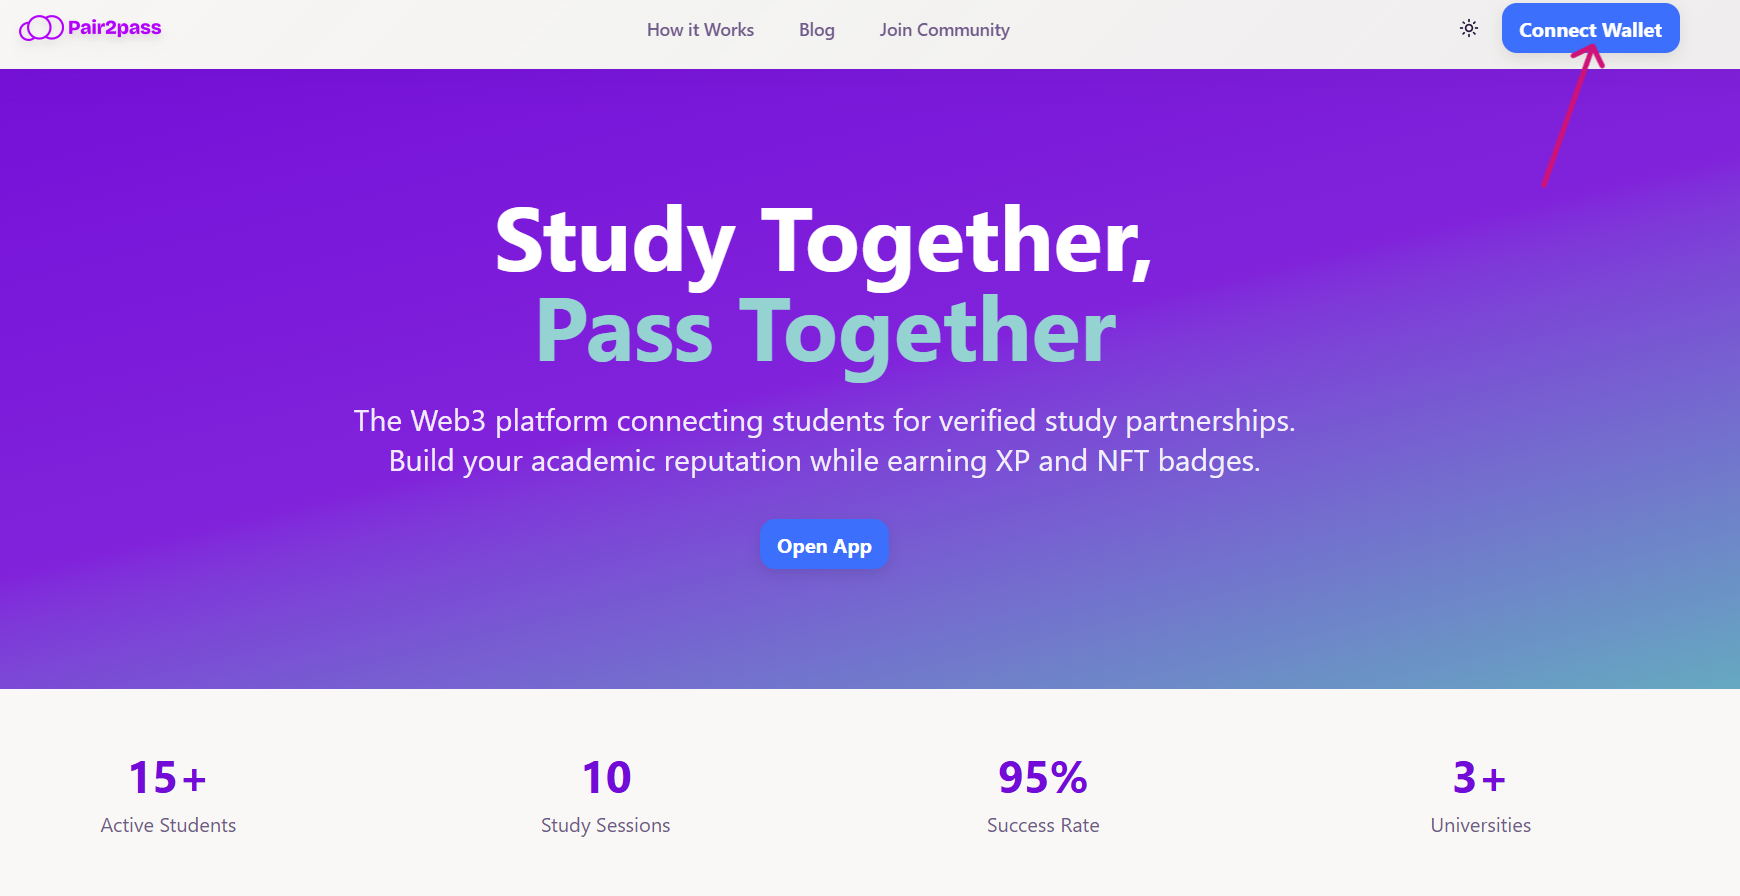 Pair2pass
How it Works
Blog
Join Community
Connect Wallet
Study Together,
Pass Together
The Web3 platform connecting students for verified study partnerships.
Build your academic reputation while earning XP and NFT badges.
Open App
15+
Active Students
10
Study Sessions
95%
Success Rate
3+
Universities